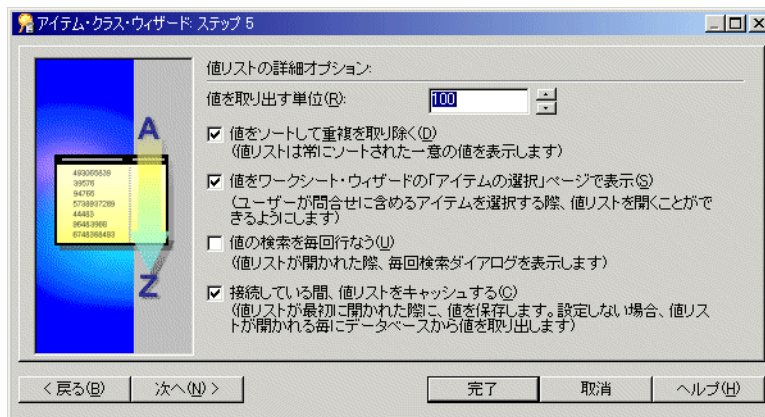 アイテム・クラス・ウィザード: ステップ 5
値リストの詳細オプション:
値を取り出す単位(R):
100
値をソートして重複を取り除く(D)
(値リストは常にソートされた一意の値を表示します)
値をワークシート・ウィザードの「アイテムの選択」ページで表示(S)
(ユーザーが問合せに含めるアイテムを選択する際、値リストを開くことがで
きるようにします)
値の検索を毎回行なう(U)
(値リストが開かれた際、毎回検索ダイアログを表示します)
接続している間、値リストをキャッシュする(C)
(値リストが最初に開かれた際に、値を保存します。設定しない場合、値リス
トが開かれる毎にデータベースから値を取り出します)
A
39576
94766
44483
Z
< 戻る(B)
次へ(N) >
完了
取消
ヘルプ(H)